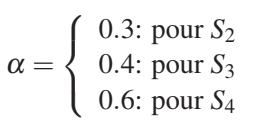 0.3: pour S₂
α = { 0.4: pour S₃
0.6: pour S₄